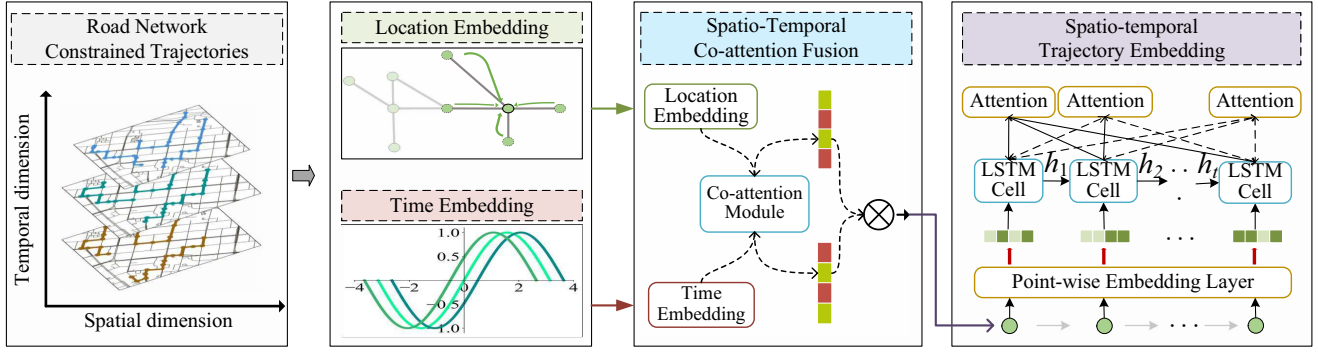 Road Network
Constrained Trajectories
Temporal dimension
Spatial dimension
Location Embedding
Time Embedding
1.0
0.5
−4
−2
0
2
4
−0.5
−1.0
Spatio-Temporal
Co-attention Fusion
Location
Embedding
Co-attention
Module
Time
Embedding
Spatio-temporal
Trajectory Embedding
Attention
Attention
Attention
LSTM
Cell
h1
LSTM
Cell
h2
· ·
·
ht
LSTM
Cell
· · ·
Point-wise Embedding Layer
· · ·